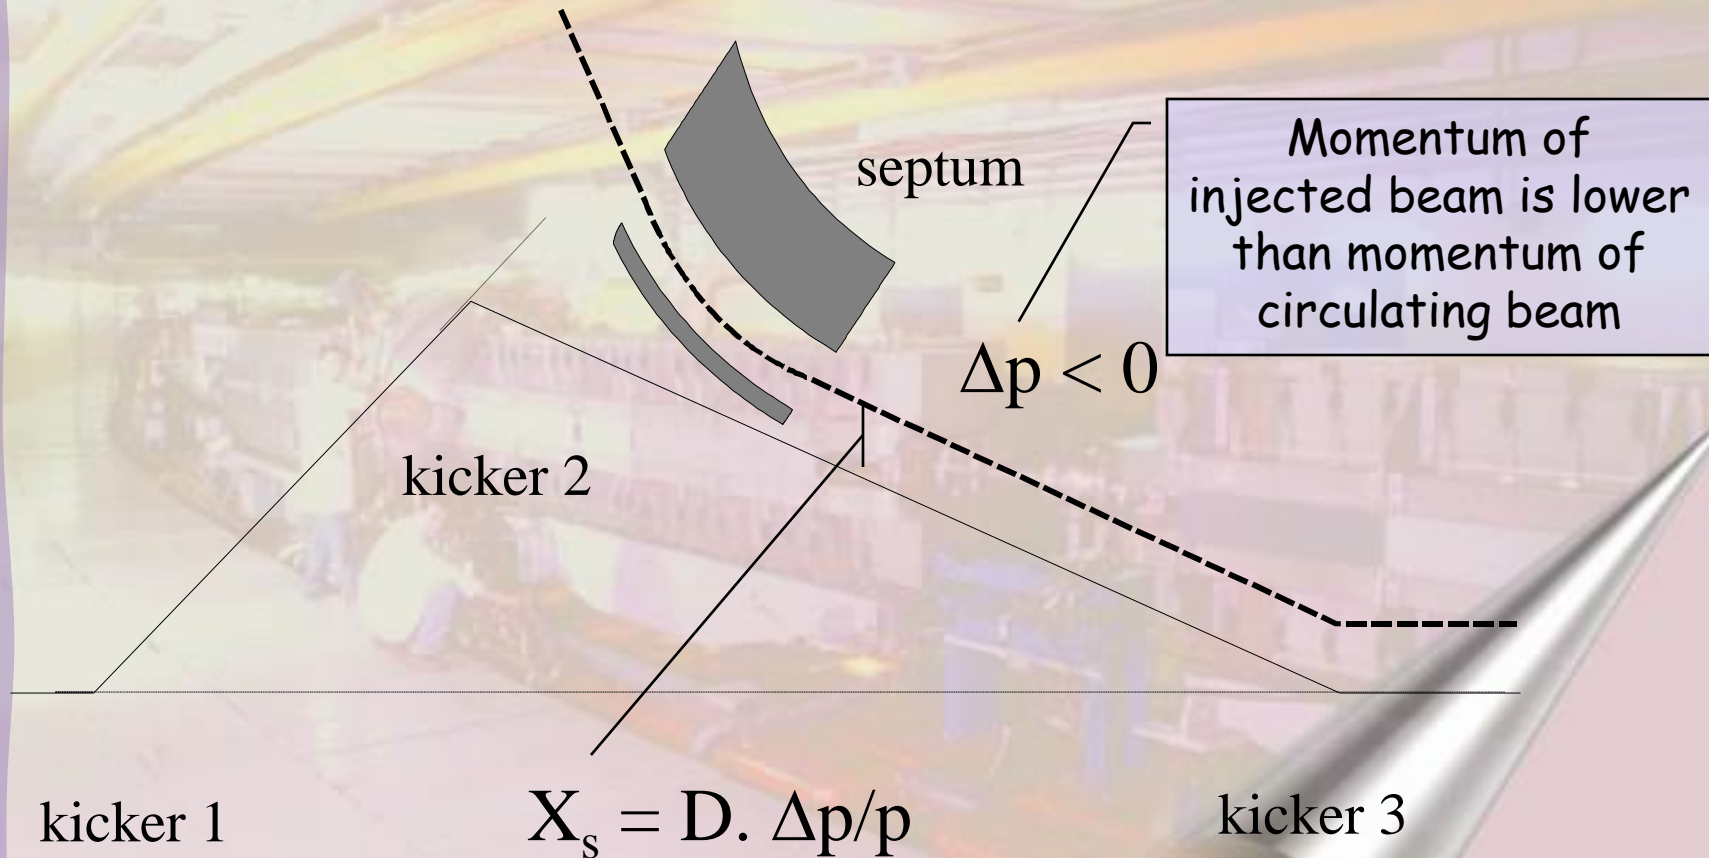 septum
Momentum of
injected beam is lower
than momentum of
circulating beam
Δp < 0
kicker 2
kicker 1
Xₛ = D. Δp/p
kicker 3